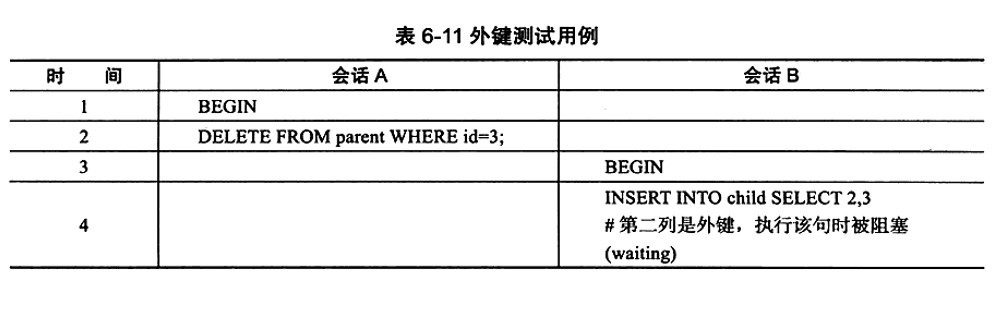 表 6-11 外键测试用例
时 间 会话 A 会话 B
1 BEGIN
2 DELETE FROM parent WHERE id=3;
3 BEGIN
4 INSERT INTO child SELECT 2,3
# 第二列是外键，执行该句时被阻塞
(waiting)